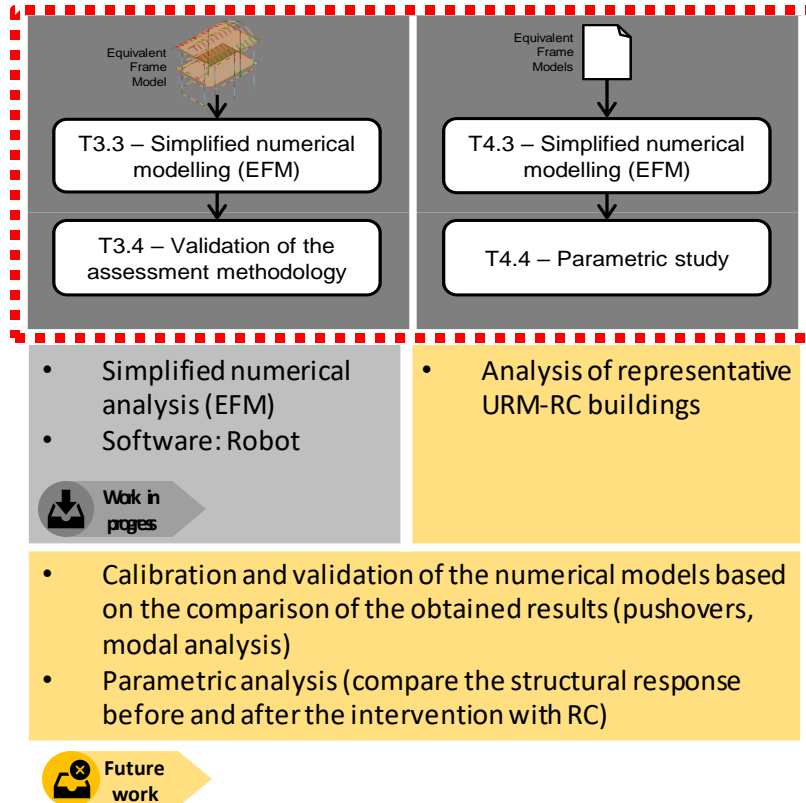 Equivalent
Frame
Model
T3.3 – Simplified numerical
modelling (EFM)
T3.4 – Validation of the
assessment methodology
Equivalent
Frame
Models
T4.3 – Simplified numerical
modelling (EFM)
T4.4 – Parametric study
• Simplified numerical
analysis (EFM)
• Software: Robot
Work in
progress
• Analysis of representative
URM-RC buildings
• Calibration and validation of the numerical models based
on the comparison of the obtained results (pushovers,
modal analysis)
• Parametric analysis (compare the structural response
before and after the intervention with RC)
Future
work